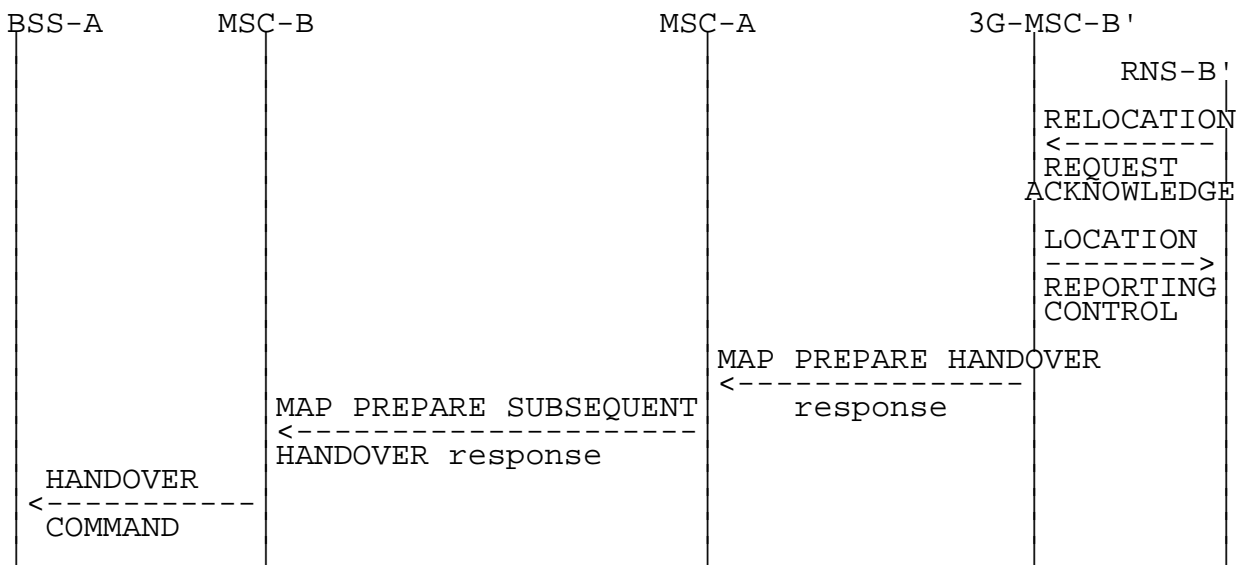 BSS-A MSC-B MSC-A 3G-MSC-B'
RNS-B'
RELOCATION
<--------
REQUEST
ACKNOWLEDGE
LOCATION
-------->
REPORTING
CONTROL
MAP PREPARE HANDOVER
<---------------
MAP PREPARE SUBSEQUENT response
<---------------------
HANDOVER response
HANDOVER
<-----------
COMMAND